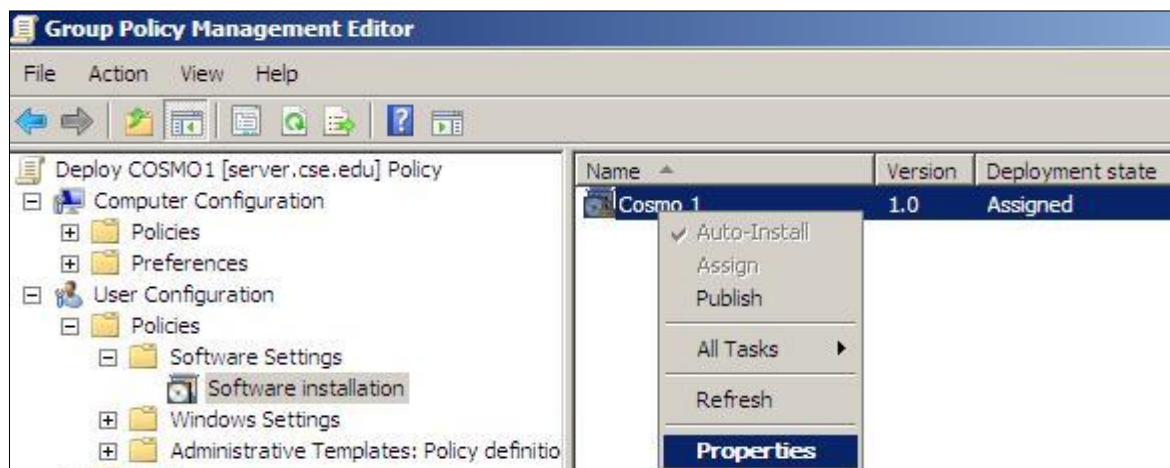 Group Policy Management Editor
File Action View Help
Deploy COSMO1 [server.cse.edu] Policy
Computer Configuration
Policies
Preferences
User Configuration
Policies
Software Settings
Software installation
Windows Settings
Administrative Templates: Policy definitio
Name Version Deployment state
Cosmo 1 1.0 Assigned
Auto-Install
Assign
Publish
All Tasks
Refresh
Properties